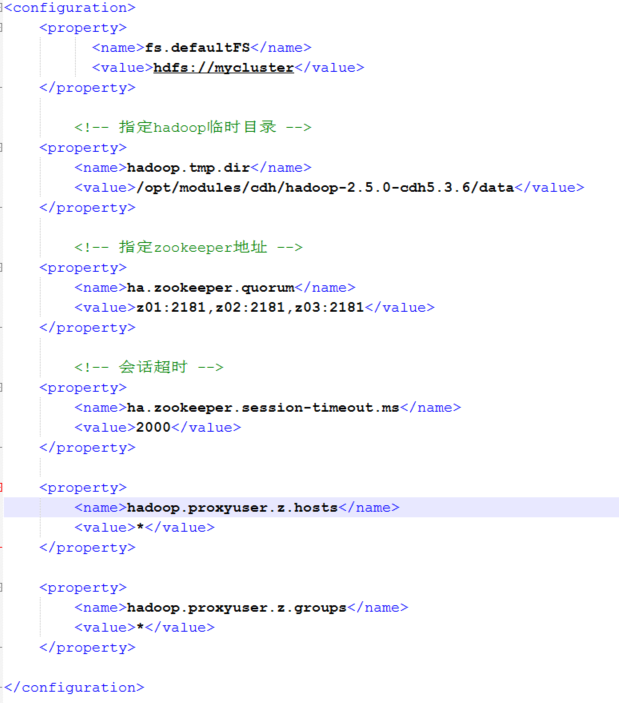 <configuration>
<property>
<name>fs.defaultFS</name>
<value>hdfs://mycluster</value>
</property>
<!-- 指定hadoop临时目录 -->
<property>
<name>hadoop.tmp.dir</name>
<value>/opt/modules/cdh/hadoop-2.5.0-cdh5.3.6/data</value>
</property>
<!-- 指定zookeeper地址 -->
<property>
<name>ha.zookeeper.quorum</name>
<value>z01:2181,z02:2181,z03:2181</value>
</property>
<!-- 会话超时 -->
<property>
<name>ha.zookeeper.session-timeout.ms</name>
<value>2000</value>
</property>
<property>
<name>hadoop.proxyuser.z.hosts</name>
<value>*</value>
</property>
<property>
<name>hadoop.proxyuser.z.groups</name>
<value>*</value>
</property>
</configuration>